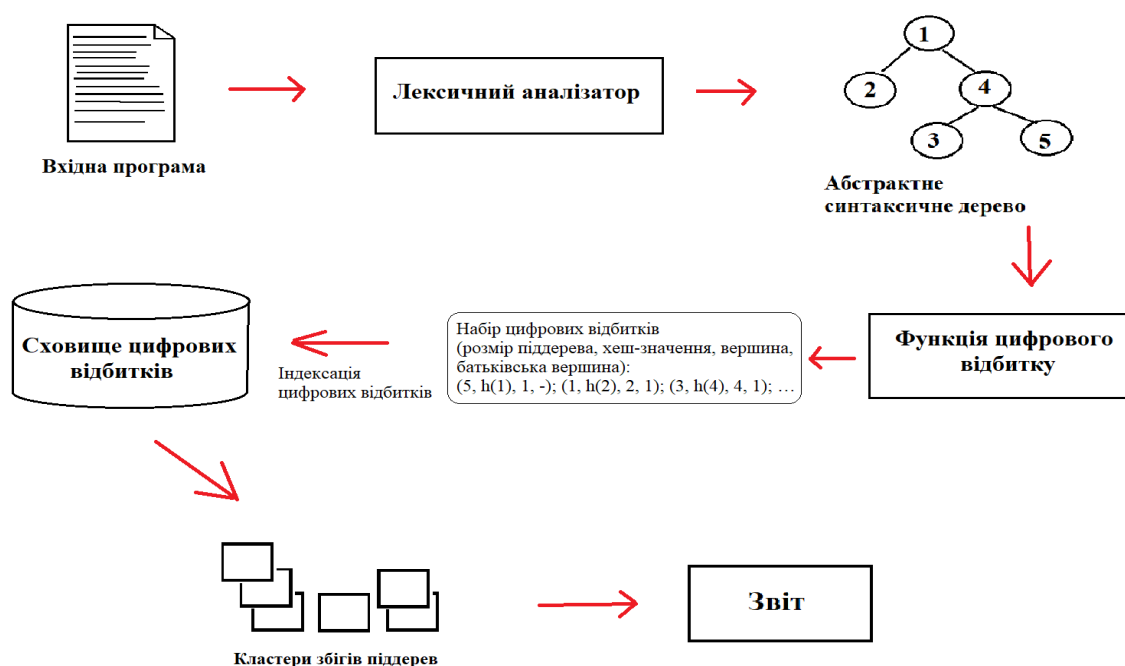 1
Лексичний аналізатор
2
4
3
5
Вхідна програма
Абстрактне
синтаксичне дерево
Сховище цифрових
відбитків
Індексація
цифрових відбитків
Набір цифрових відбитків
(розмір піддерева, хеш-значення, вершина,
батьківська вершина):
(5, h(1), 1, -); (1, h(2), 2, 1); (3, h(4), 4, 1); …
Функція цифрового
відбитку
Кластери збігів піддерев
Звіт